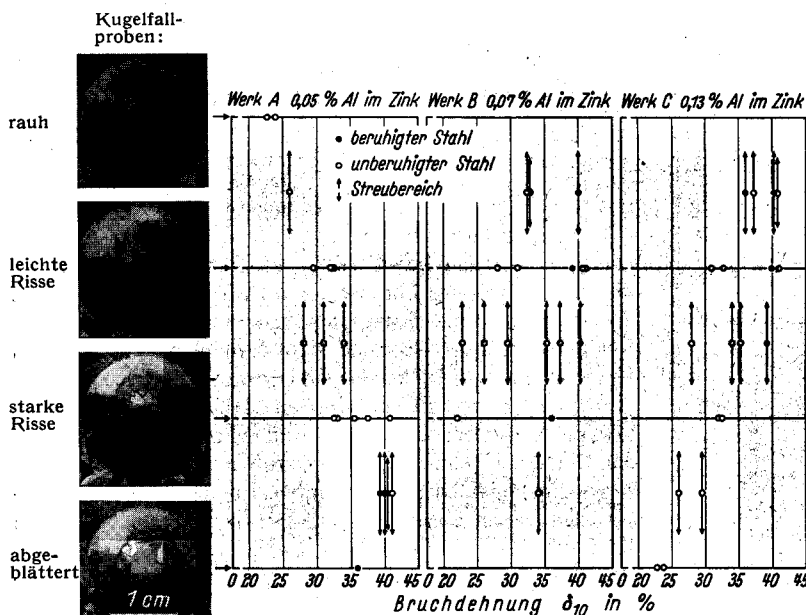 Kugelfall-
proben:
Werk A 0,05 % Al im Zink
Werk B 0,07 % Al im Zink
Werk C 0,13 % Al im Zink
rauh
beruhigter Stahl
unberuhigter Stahl
Streubereich
leichte
Risse
starke
Risse
abge-
blättert
1 cm
0 20 25 30 35 40 45
0 20 25 30 35 40 45
0 20 25 30 35 40 45
Bruchdehnung δ10 in %